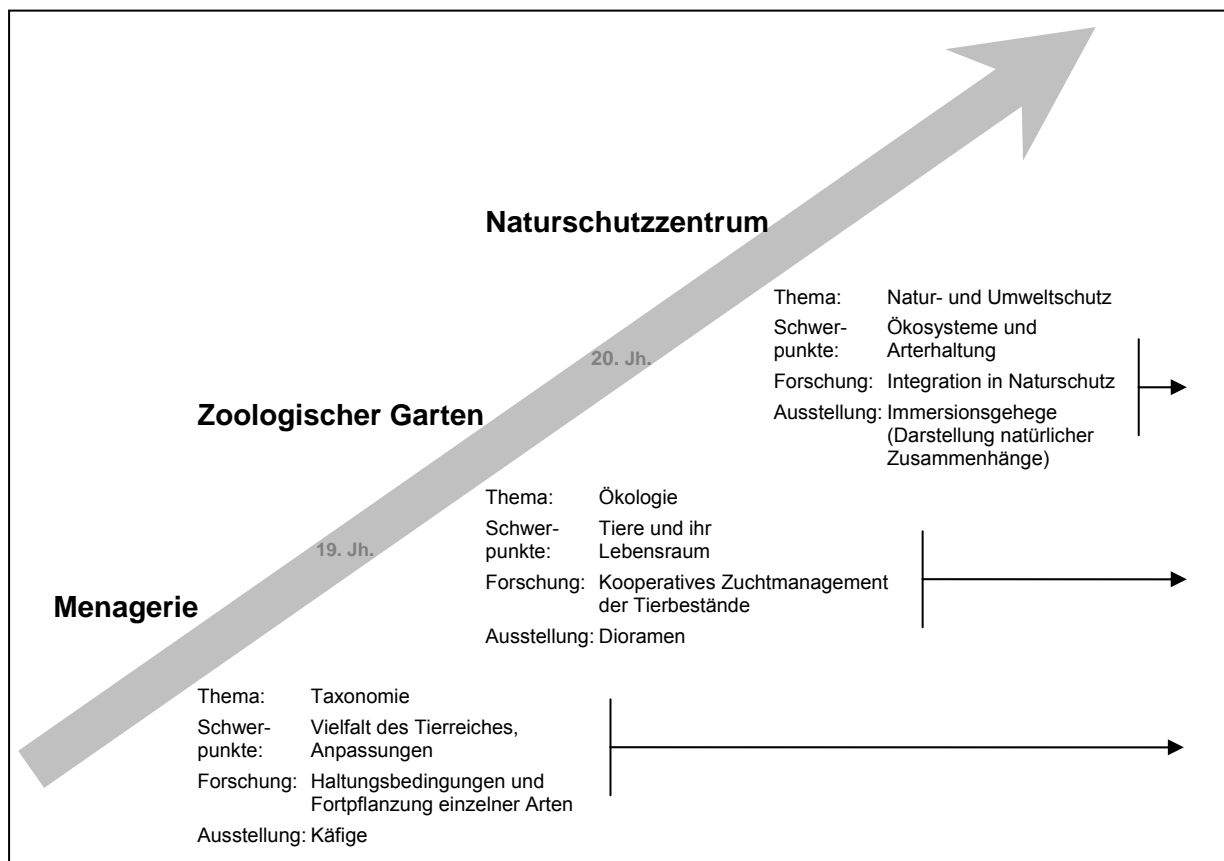 Naturschutzzentrum
Thema: Natur- und Umweltschutz
Schwer- Ökosysteme und
punkte: Arterhaltung
Forschung: Integration in Naturschutz
Ausstellung: Immersionsgehege
(Darstellung natürlicher
Zusammenhänge)
20. Jh.
Zoologischer Garten
Thema: Ökologie
Schwer- Tiere und ihr
punkte: Lebensraum
Forschung: Kooperatives Zuchtmanagement
der Tierbestände
Ausstellung: Dioramen
19. Jh.
Menagerie
Thema: Taxonomie
Schwer- Vielfalt des Tierreiches,
punkte: Anpassungen
Forschung: Haltungsbedingungen und
Fortpflanzung einzelner Arten
Ausstellung: Käfige